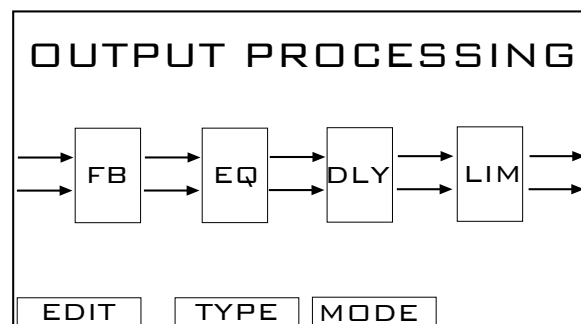 OUTPUT PROCESSING
FB EQ DLY LIM
EDIT TYPE MODE